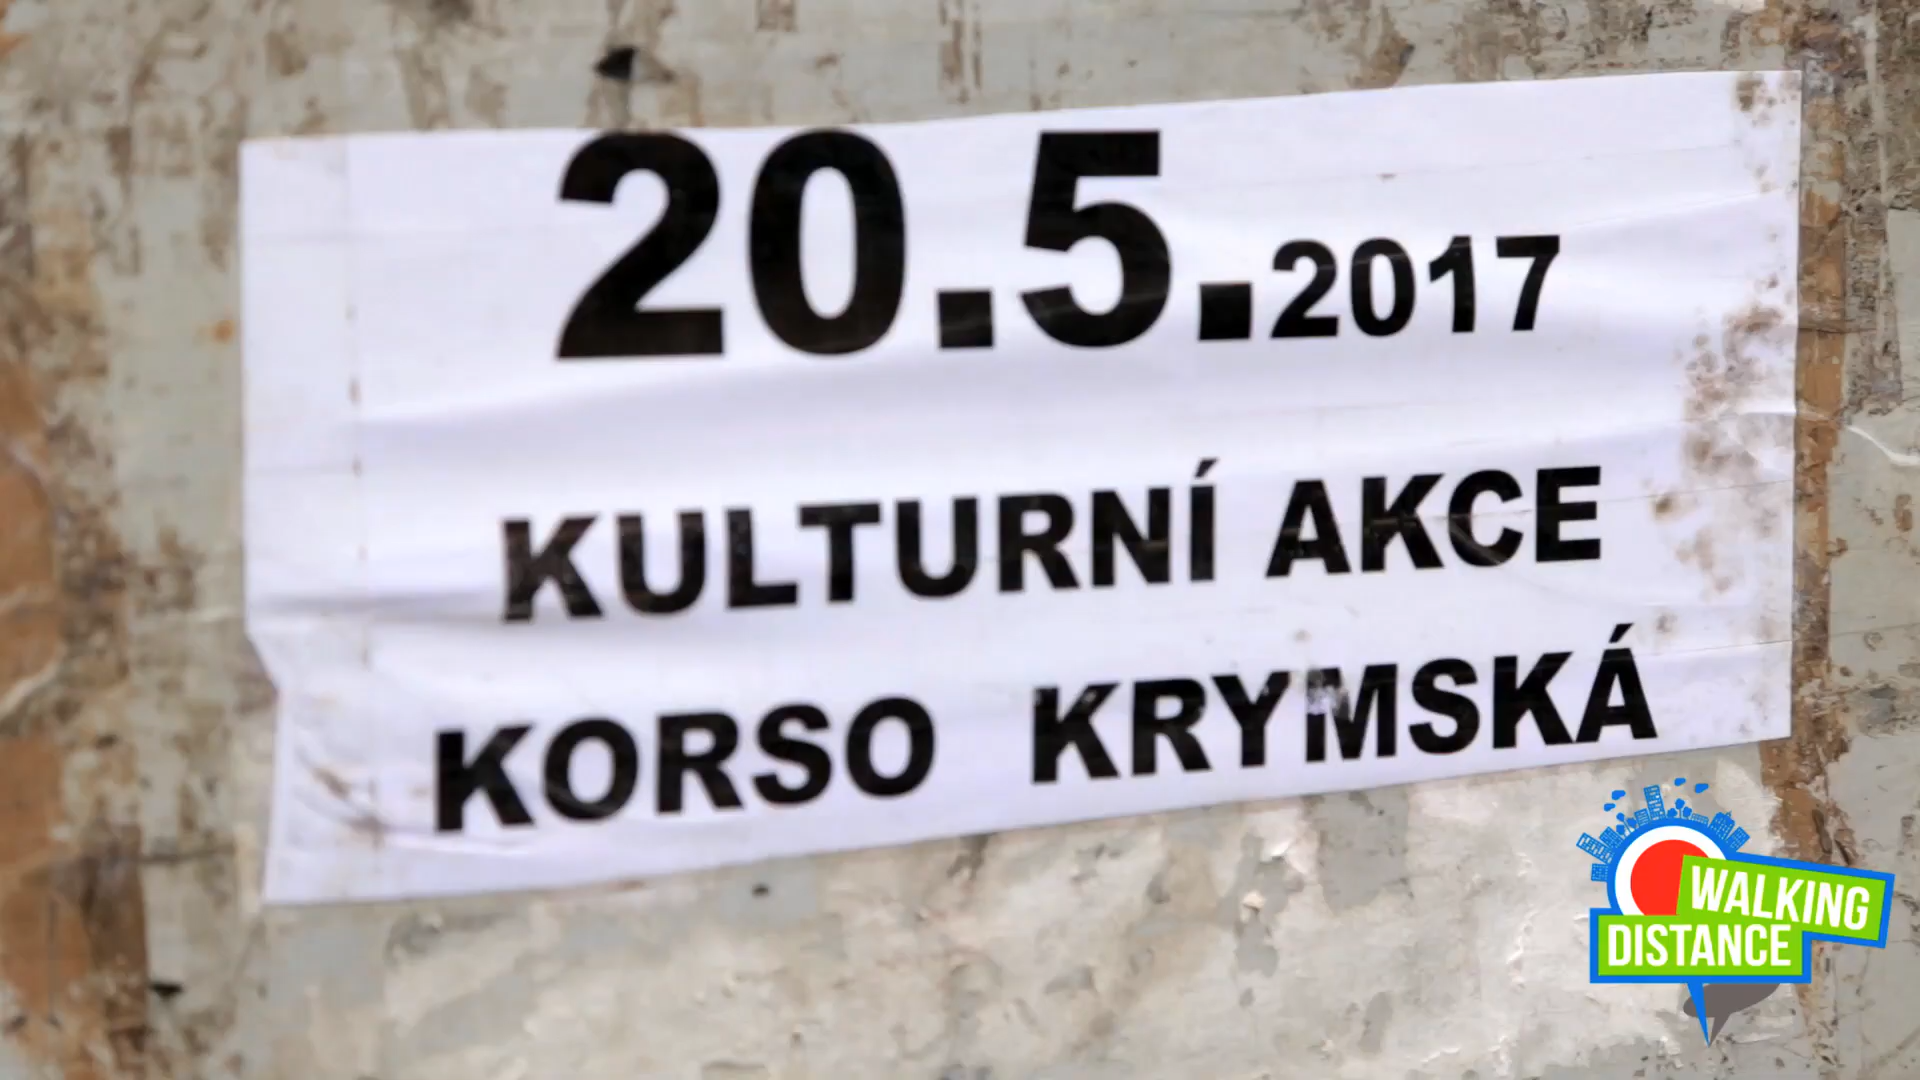 20.5.2017
KULTURNÍ AKCE
KORSO KRYMSKÁ
WALKING
DISTANCE